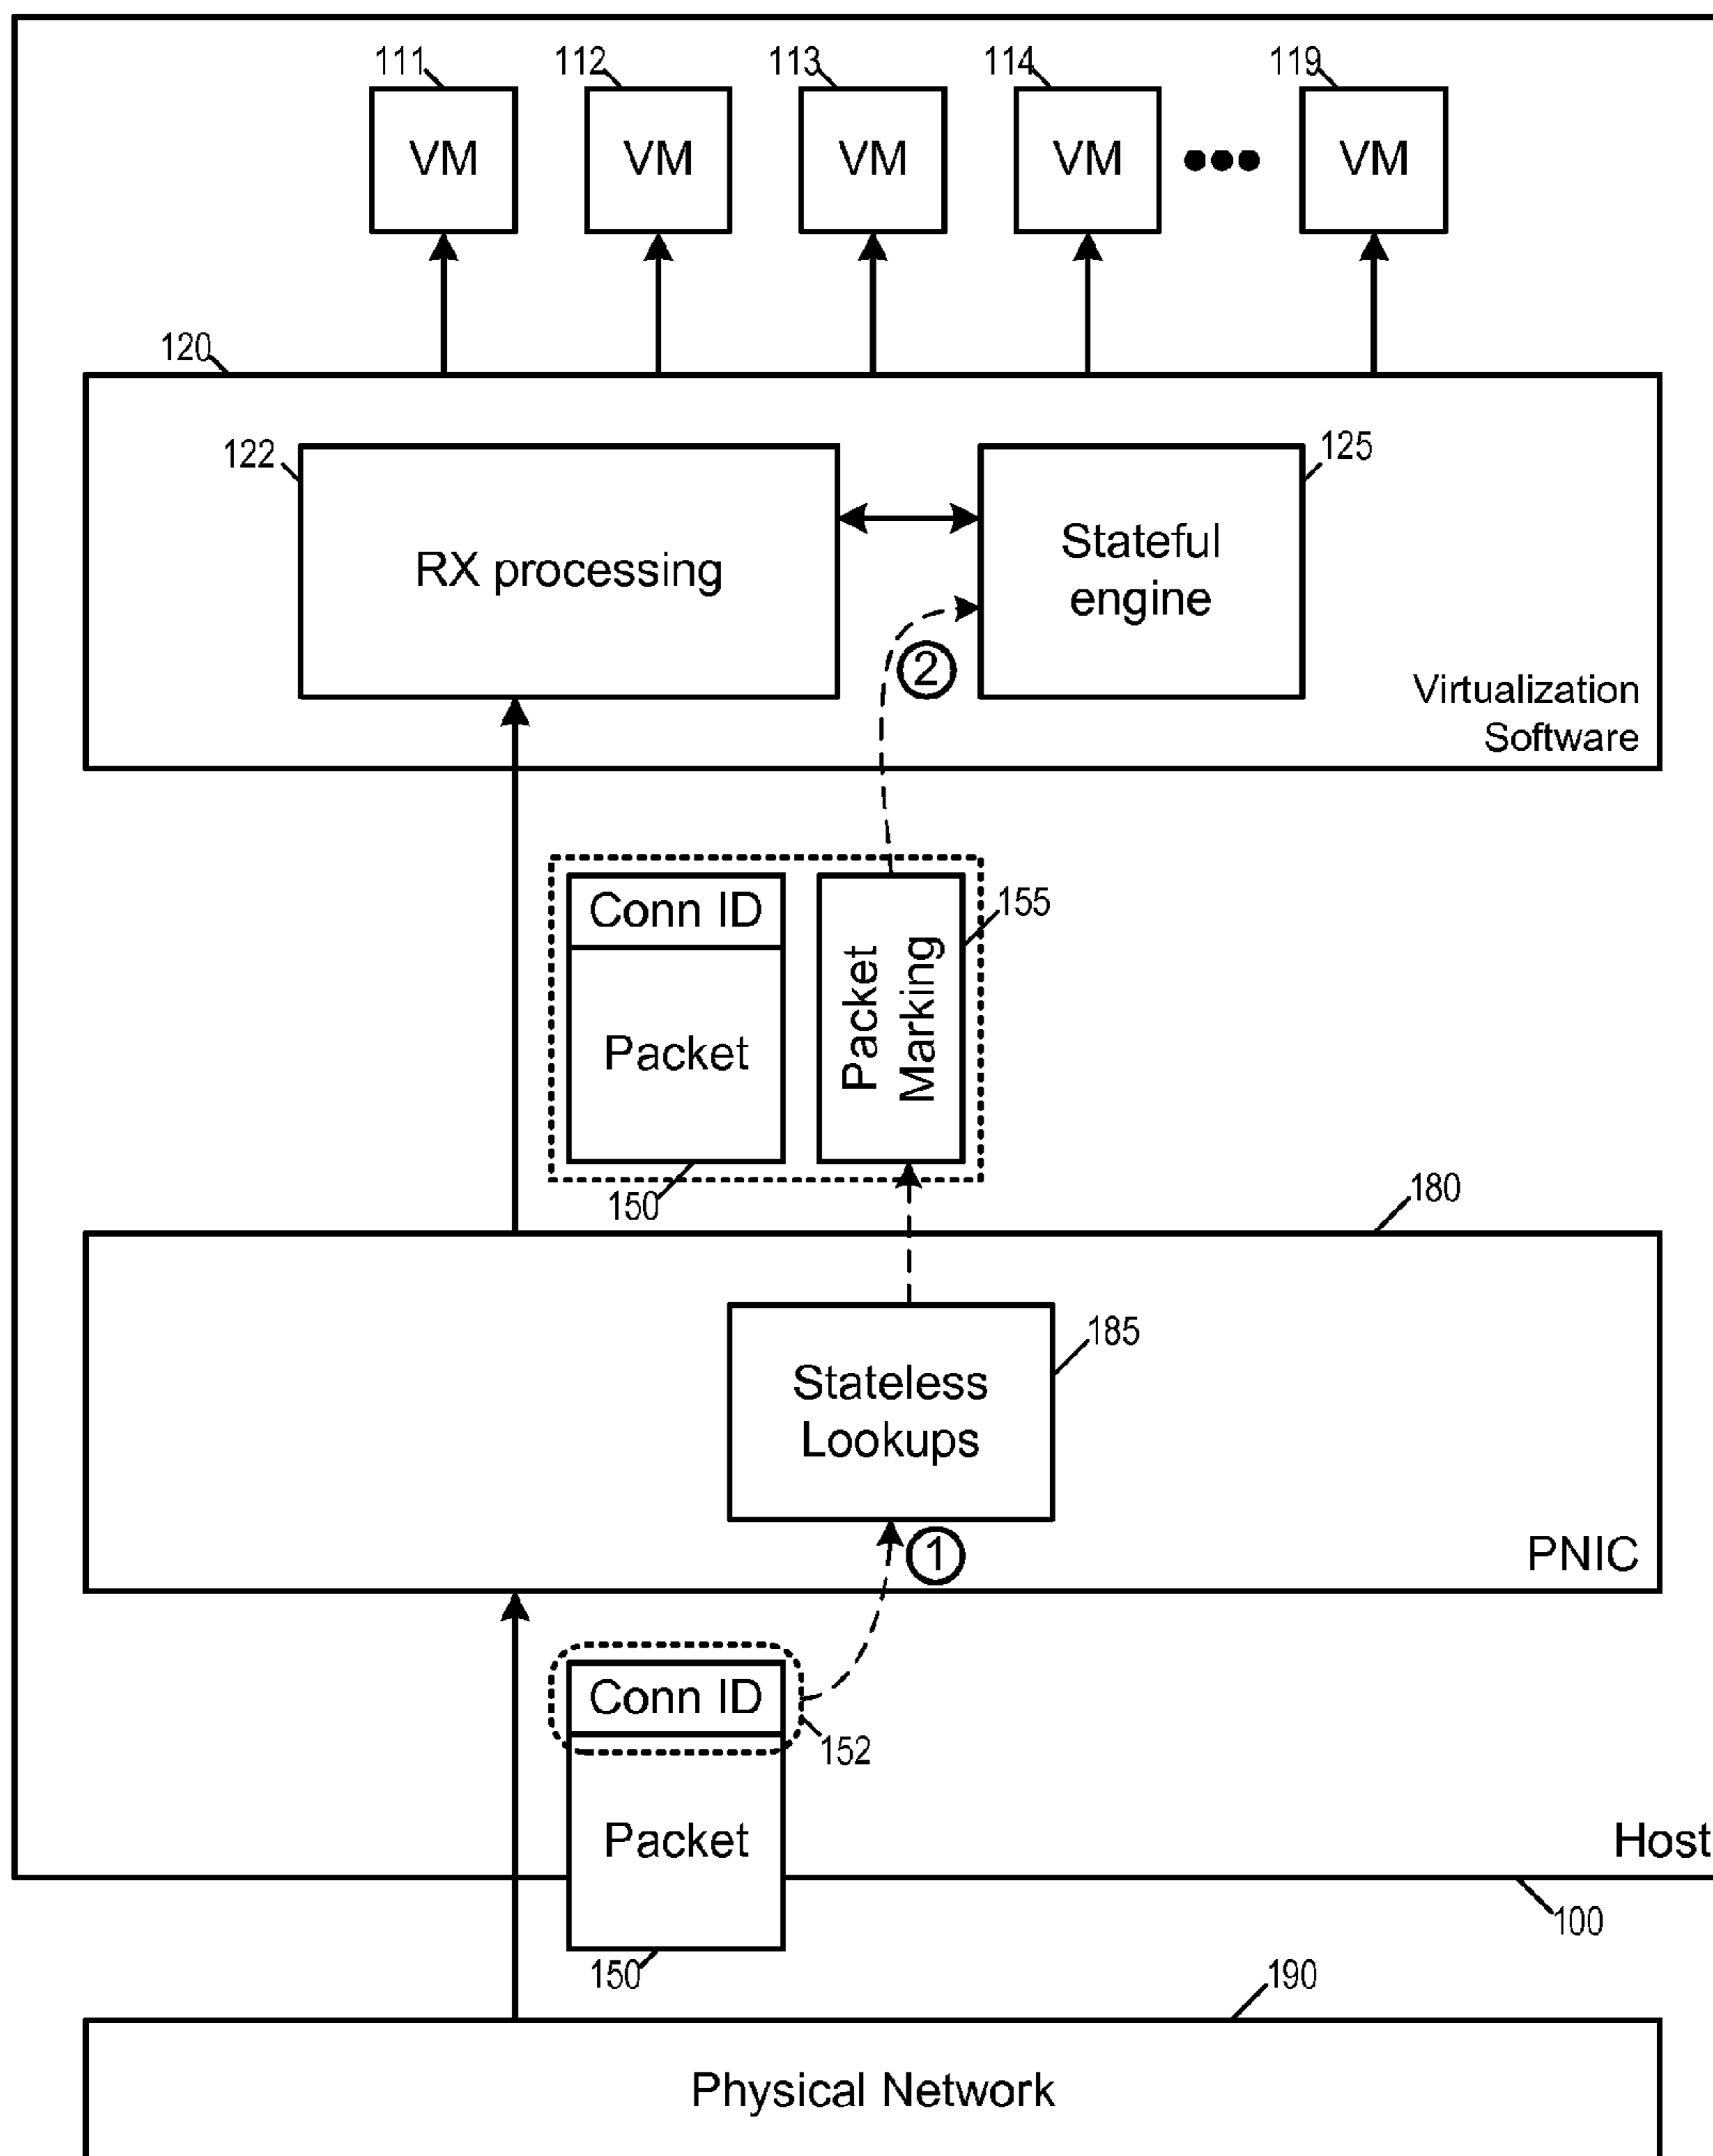 111 112 113 114 119
VM VM VM VM VM
120
122 125
RX processing
Stateful
engine
2
Virtualization
Software
Conn ID
Packet
Packet
Marking
155
150
180
185
Stateless
Lookups
1
PNIC
Conn ID
152
Packet
Host
100
150
190
Physical Network